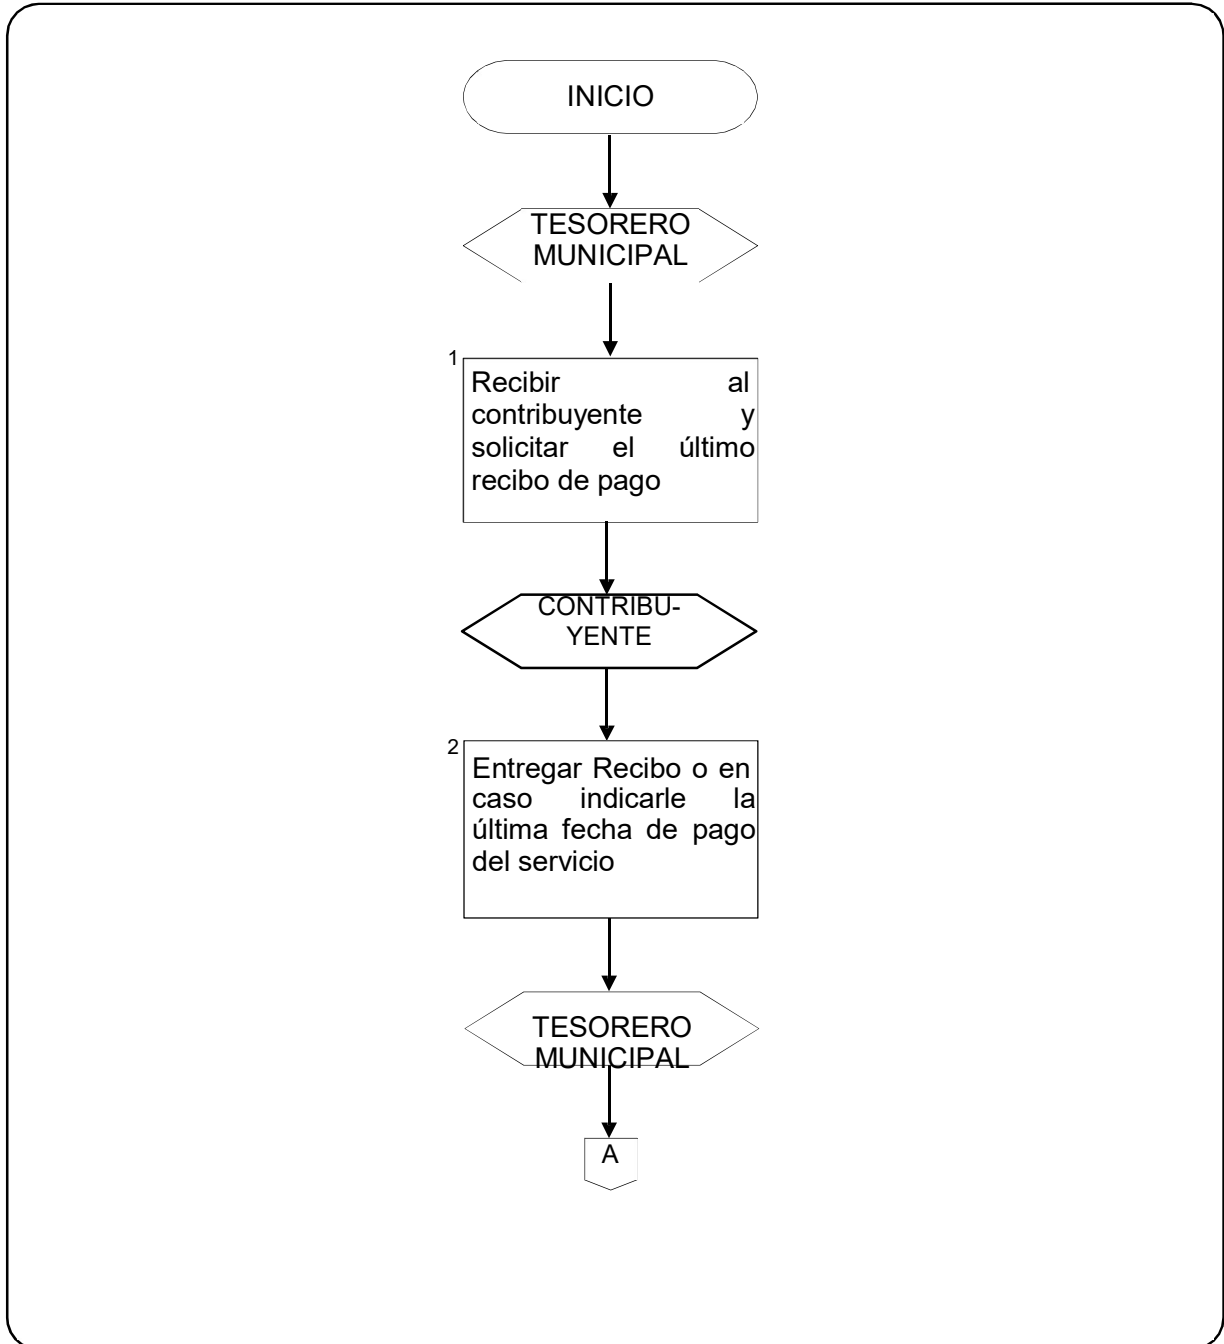 INICIO
TESORERO
MUNICIPAL
1
Recibir al
contribuyente y
solicitar el último
recibo de pago
CONTRIBU-
YENTE
2
Entregar Recibo o en
caso indicarle la
última fecha de pago
del servicio
TESORERO
MUNICIPAL
A